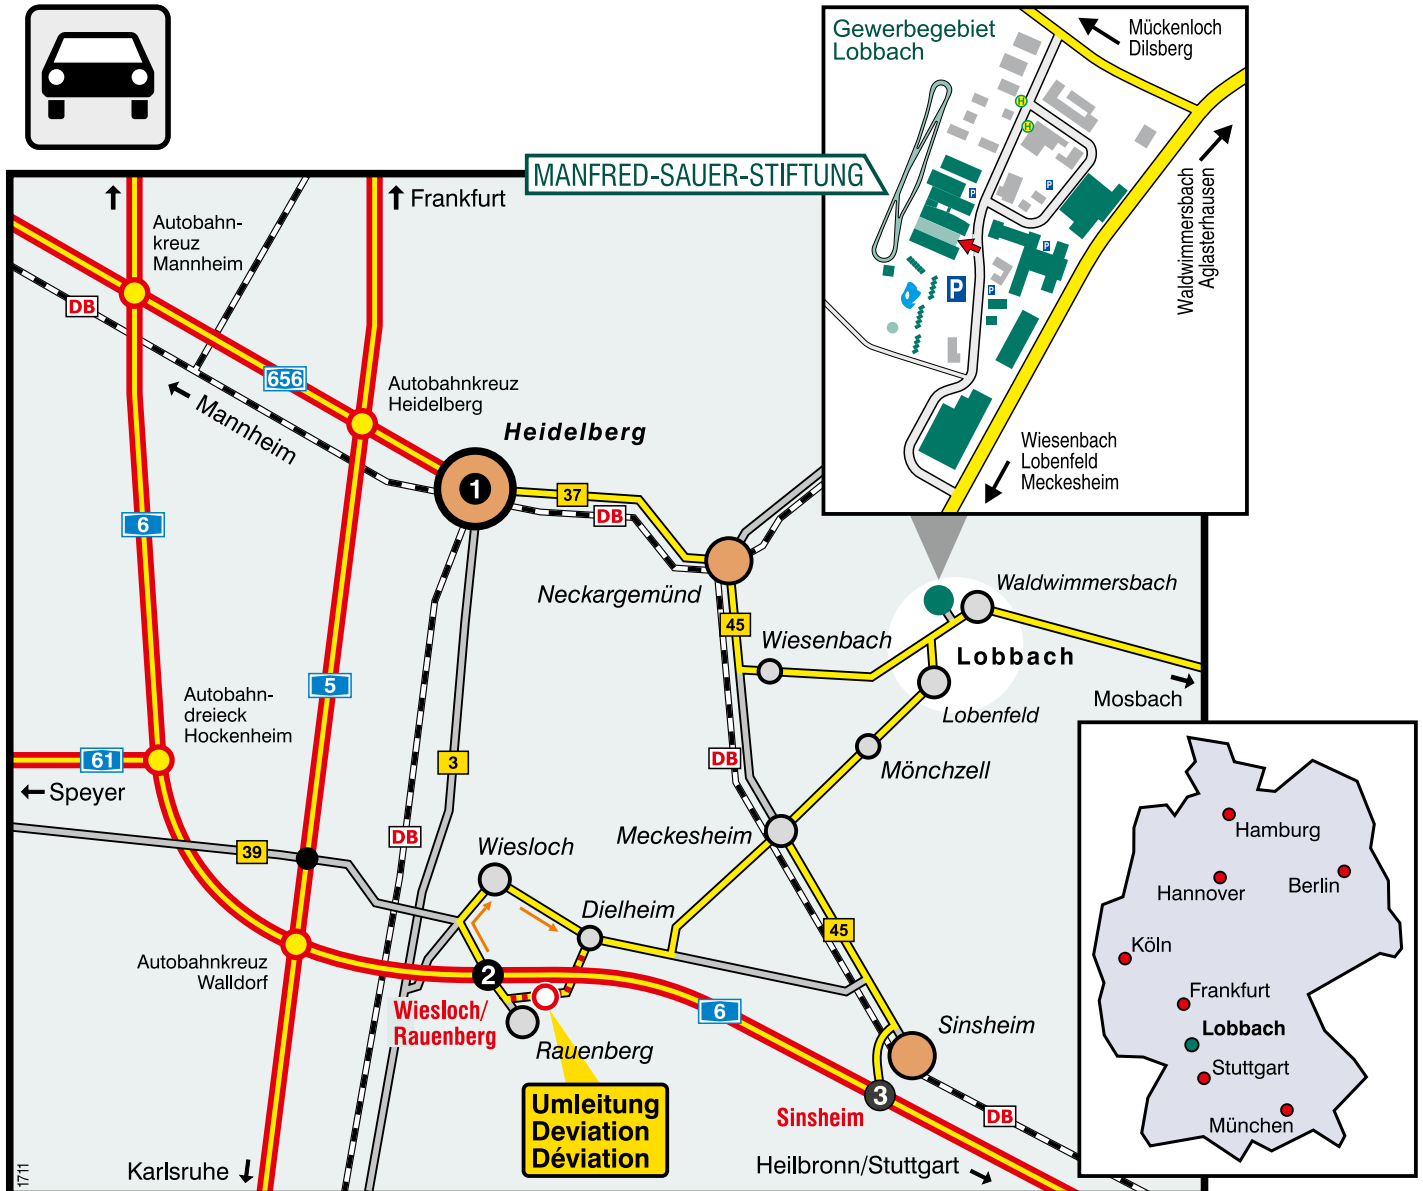 Gewerbegebiet
Lobbach
Mückenloch
Dilsberg
H
H
P
P
P
P
P
Waldwimmersbach
Aglasterhausen
Wiesenbach
Lobenfeld
Meckesheim
MANFRED-SAUER-STIFTUNG
Frankfurt
Autobahn-
kreuz
Mannheim
DB
656
Autobahnkreuz
Heidelberg
Mannheim
Heidelberg
1
37
DB
6
Neckargemünd
45
Wiesenbach
Waldwimmersbach
Lobbach
Mosbach
Lobenfeld
5
Autobahn-
dreieck
Hockenheim
61
Speyer
3
DB
Mönchzell
DB
39
Wiesloch
Meckesheim
Dielheim
45
Autobahnkreuz
Walldorf
2
Wiesloch/
Rauenberg
6
Rauenberg
Sinsheim
Umleitung
Deviation
Déviation
3
Sinsheim
DB
Heilbronn/Stuttgart
Karlsruhe
1711
Hamburg
Hannover
Berlin
Köln
Frankfurt
Lobbach
Stuttgart
München